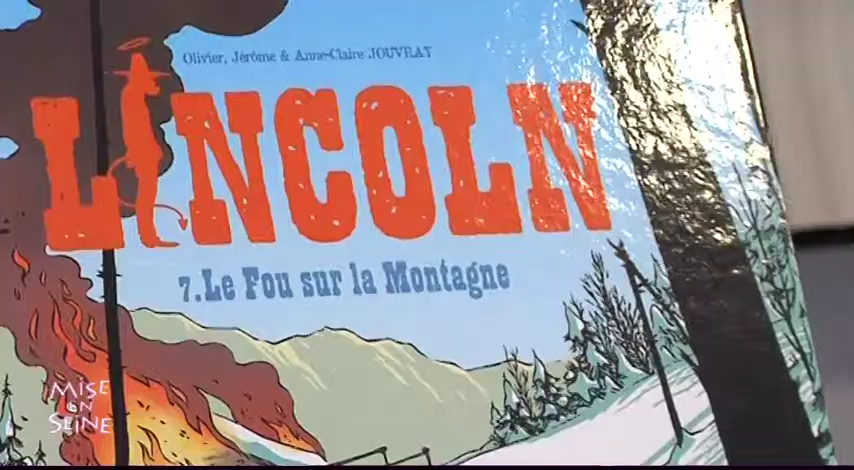 Olivier, Jérôme & Anne-Claire JOUVRAY
LINCOLN
7. Le Fou sur la Montagne
MISE
EN
SEINE